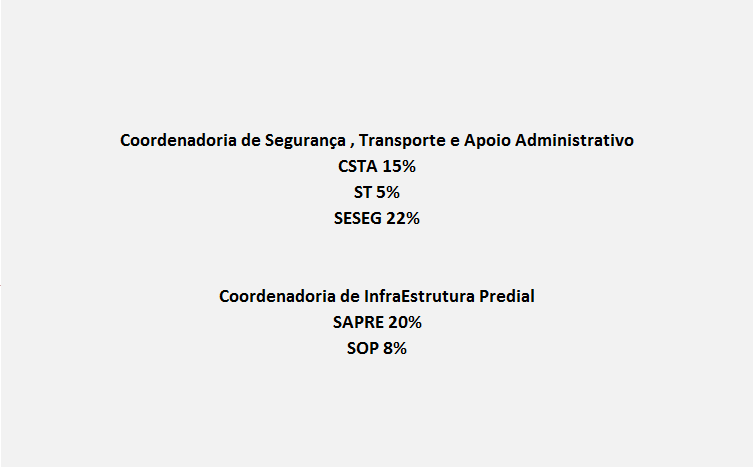 Coordenadoria de Segurança , Transporte e Apoio Administrativo
CSTA 15%
ST 5%
SESEG 22%
Coordenadoria de InfraEstrutura Predial
SAPRE 20%
SOP 8%